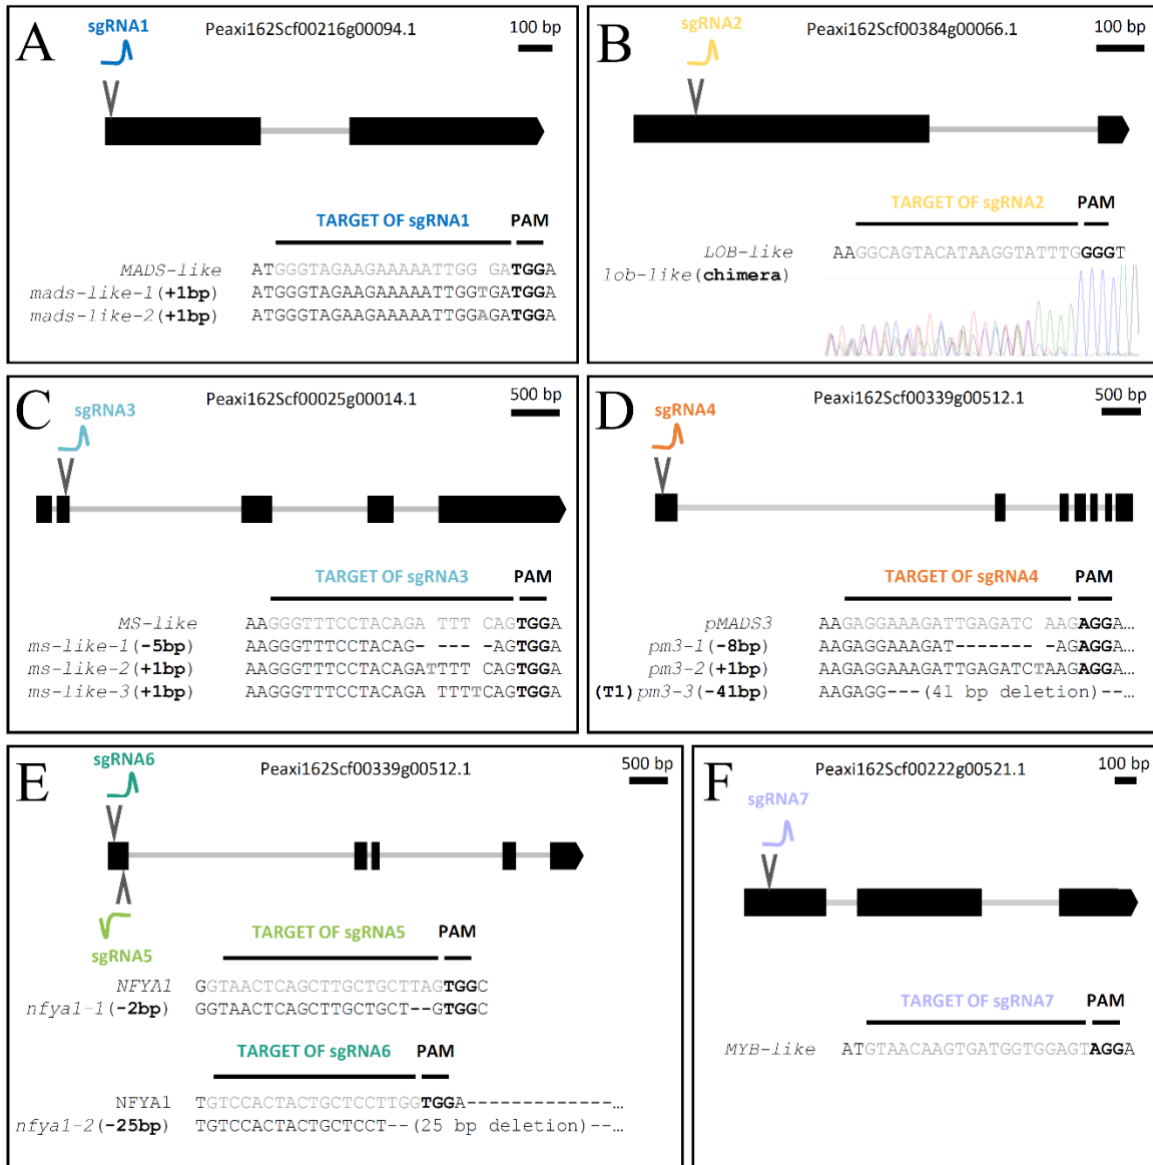 A
sgRNA1
Peaxi162Scf00216g00094.1
100 bp
TARGET OF sgRNA1 PAM
MADS-like ATGGGTAGAAGAAAAATTGG GATGGA
mads-like-1(+1bp) ATGGGTAGAAGAAAAATTGGTGATGGA
mads-like-2(+1bp) ATGGGTAGAAGAAAAATTGGAGATGGA
B
sgRNA2
Peaxi162Scf00384g00066.1
100 bp
TARGET OF sgRNA2 PAM
LOB-like AAGGCAGTACATAAGGTATTTGGGGT
lob-like(chimera)
C
sgRNA3
Peaxi162Scf00025g00014.1
500 bp
TARGET OF sgRNA3 PAM
MS-like AAGGGTTTCCTACAGA TTT CAGTGGA
ms-like-1(-5bp) AAGGGTTTCCTACAG- -AGTGGA
ms-like-2(+1bp) AAGGGTTTCCTACAGATTTT CAGTGGA
ms-like-3(+1bp) AAGGGTTTCCTACAGA TTTTCAGTGGA
D
sgRNA4
Peaxi162Scf00339g00512.1
500 bp
TARGET OF sgRNA4 PAM
pMADS3 AAGAGGAAAGATTGAGATC AAGAGGA…
pm3-1(-8bp) AAGAGGAAAGAT-------- -AGAGGA
pm3-2(+1bp) AAGAGGAAAGATTGAGATCTAAGAGGA
(T1) pm3-3(-41bp) AAGAGG---(41 bp deletion)--…
E
sgRNA6
Peaxi162Scf00339g00512.1
500 bp
sgRNA5
TARGET OF sgRNA5 PAM
NFYA1 GGTAACTCAGCTTGCTGCTTAGTGGC
nfya1-1(-2bp) GGTAACTCAGCTTGCTGCT--GTGGC
TARGET OF sgRNA6 PAM
NFYA1 TGTCCACTACTGCTCCTTGGTGGA-------------…
nfya1-2(-25bp) TGTCCACTACTGCTCCT--(25 bp deletion)--…
F
Peaxi162Scf00222g00521.1
100 bp
sgRNA7
TARGET OF sgRNA7 PAM
MYB-like ATGTAACAAGTGATGGTGGAGTAGGA